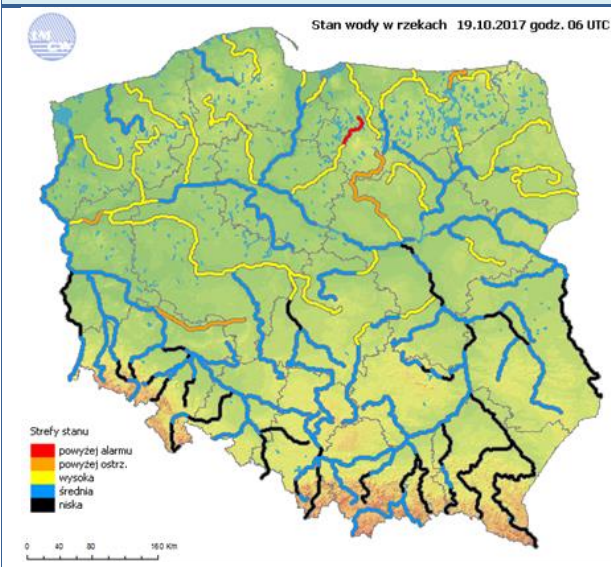 Stan wody w rzekach 19.10.2017 godz. 06 UTC
Strefy stanu
powyżej alarmu
powyżej ostrz.
wysoka
średnia
niska
0 40 80 160 Km